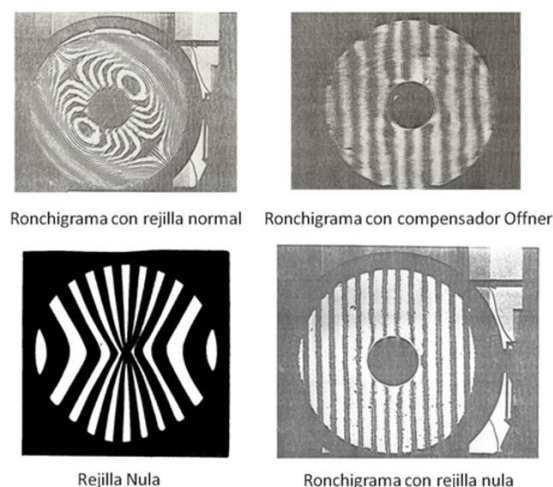 Ronchigrama con rejilla normal
Ronchigrama con compensador Offner
Rejilla Nula
Ronchigrama con rejilla nula